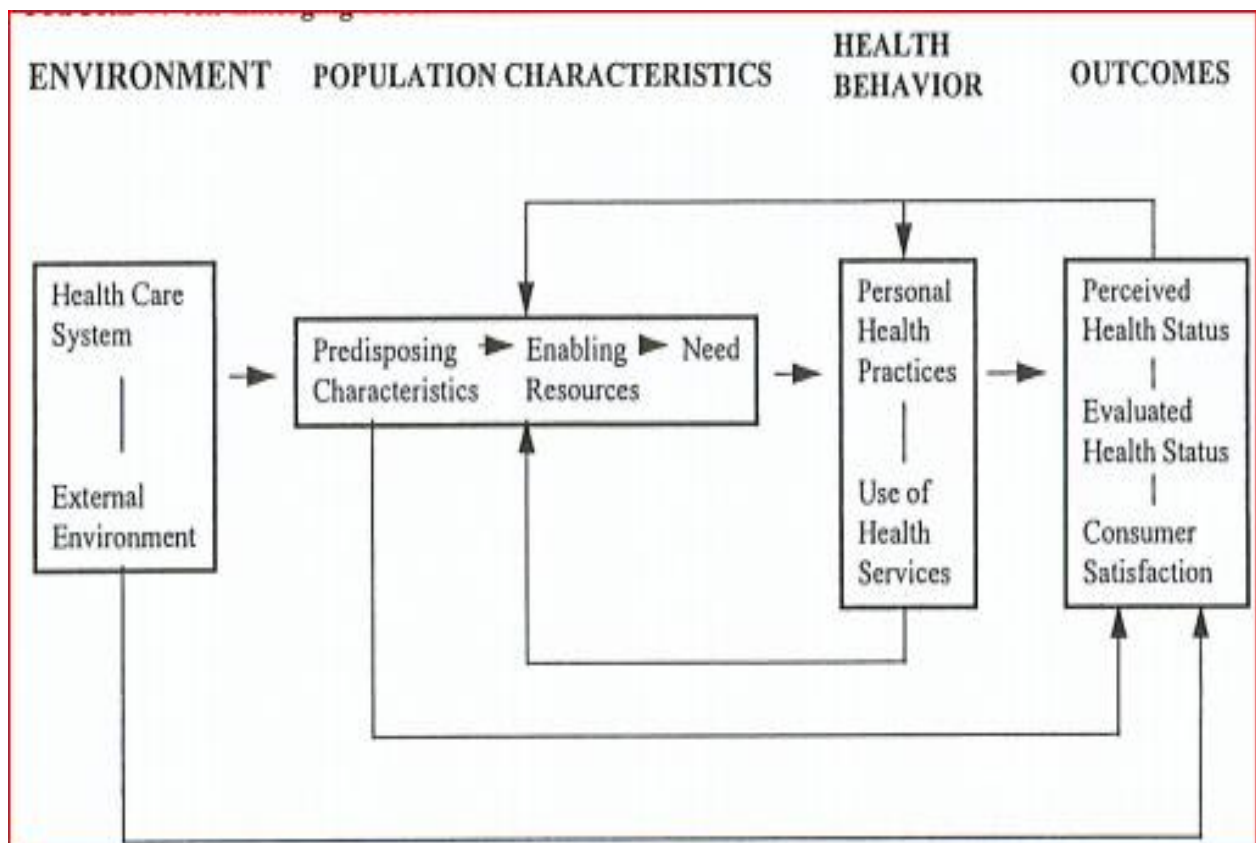 ENVIRONMENT
POPULATION CHARACTERISTICS
HEALTH
BEHAVIOR
OUTCOMES
Health Care
System
External
Environment
Predisposing
Characteristics
Enabling
Resources
Need
Personal
Health
Practices
Use of
Health
Services
Perceived
Health Status
Evaluated
Health Status
Consumer
Satisfaction